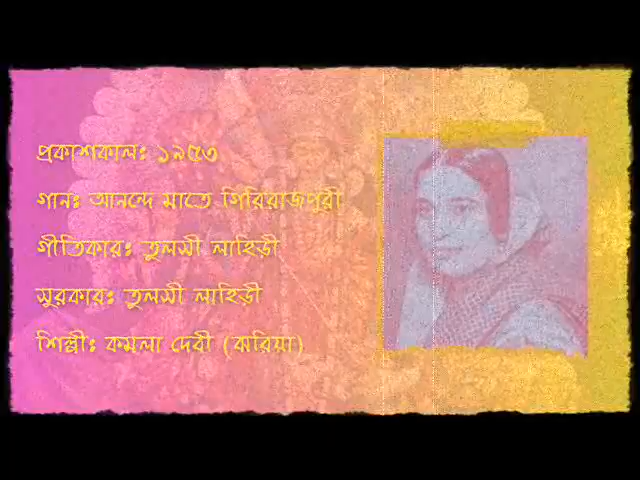 প্রকাশকাল: ১৯৫৩
গান: আনন্দে মাতে গিরিরাজপুরী
গীতিকার: তুলসী লাহিড়ী
সুরকার: তুলসী লাহিড়ী
শিল্পী: কমলা দেবী (ঝরিয়া)